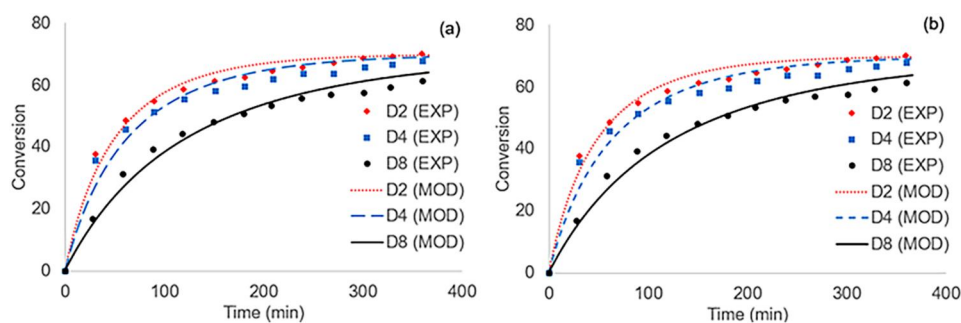 (a)
80
60
40
20
0
Conversion
0 100 200 300 400
Time (min)
D2 (EXP)
D4 (EXP)
D8 (EXP)
D2 (MOD)
D4 (MOD)
D8 (MOD)
(b)
80
60
40
20
0
Conversion
0 100 200 300 400
Time (min)
D2 (EXP)
D4 (EXP)
D8 (EXP)
D2 (MOD)
D4 (MOD)
D8 (MOD)